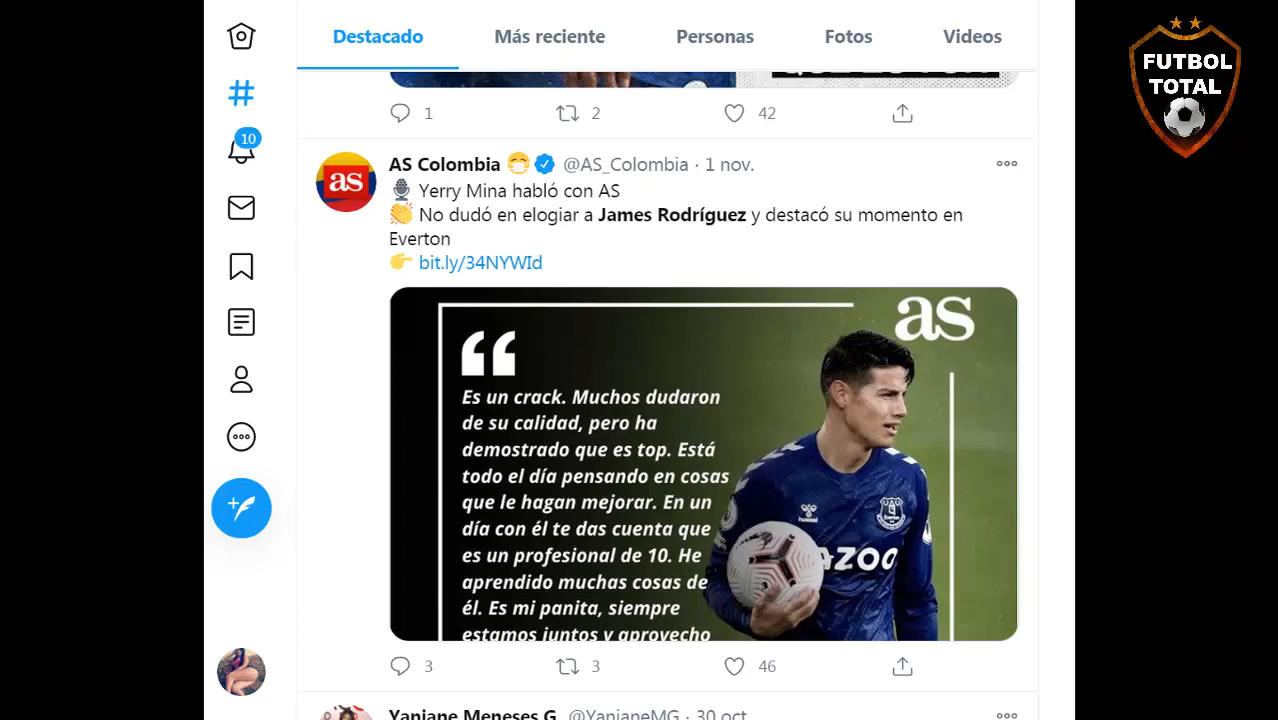 Destacado Más reciente Personas Fotos Videos
FUTBOL
TOTAL
1 2 42
10
as
AS Colombia 😷 @AS_Colombia · 1 nov.
🎙️ Yerry Mina habló con AS
👏 No dudó en elogiar a James Rodríguez y destacó su momento en
Everton
👉 bit.ly/34NYWId
as
Es un crack. Muchos dudaron
de su calidad, pero ha
demostrado que es top. Está
todo el día pensando en cosas
que le hagan mejorar. En un
día con él te das cuenta que
es un profesional de 10. He
aprendido muchas cosas de
él. Es mi panita, siempre
estamos juntos y aprovecho
hummel
Everton
AZOO
3 3 46
Yaniane Meneses G. @YanianeMG · 30 oct.